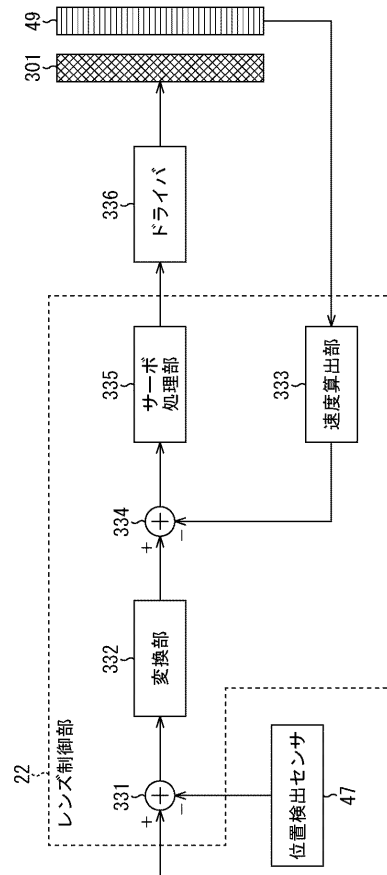 22
レンズ制御部
331
+
−
332
変換部
334
+
−
335
サーボ
処理部
336
ドライバ
301
49
位置検出センサ
47
速度算出部
333